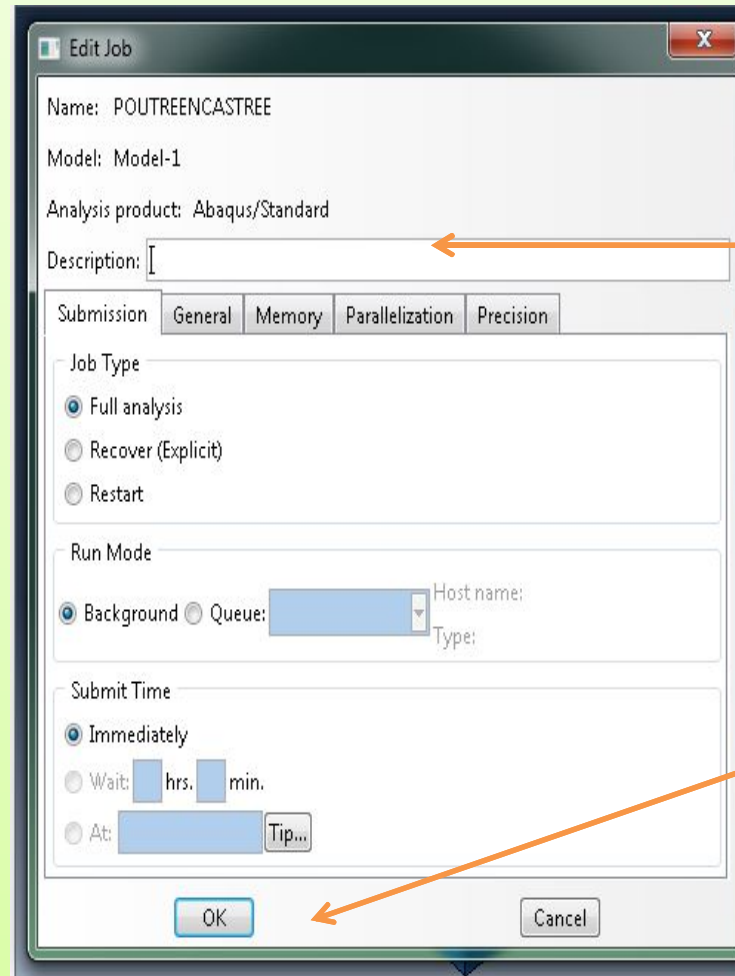 Edit Job
X
Name: POUTREENCASTREE
Model: Model-1
Analysis product: Abaqus/Standard
Description:
Submission General Memory Parallelization Precision
Job Type
Full analysis
Recover (Explicit)
Restart
Run Mode
Background Queue: Host name:
Type:
Submit Time
Immediately
Wait: hrs. min.
At: Tip...
OK Cancel